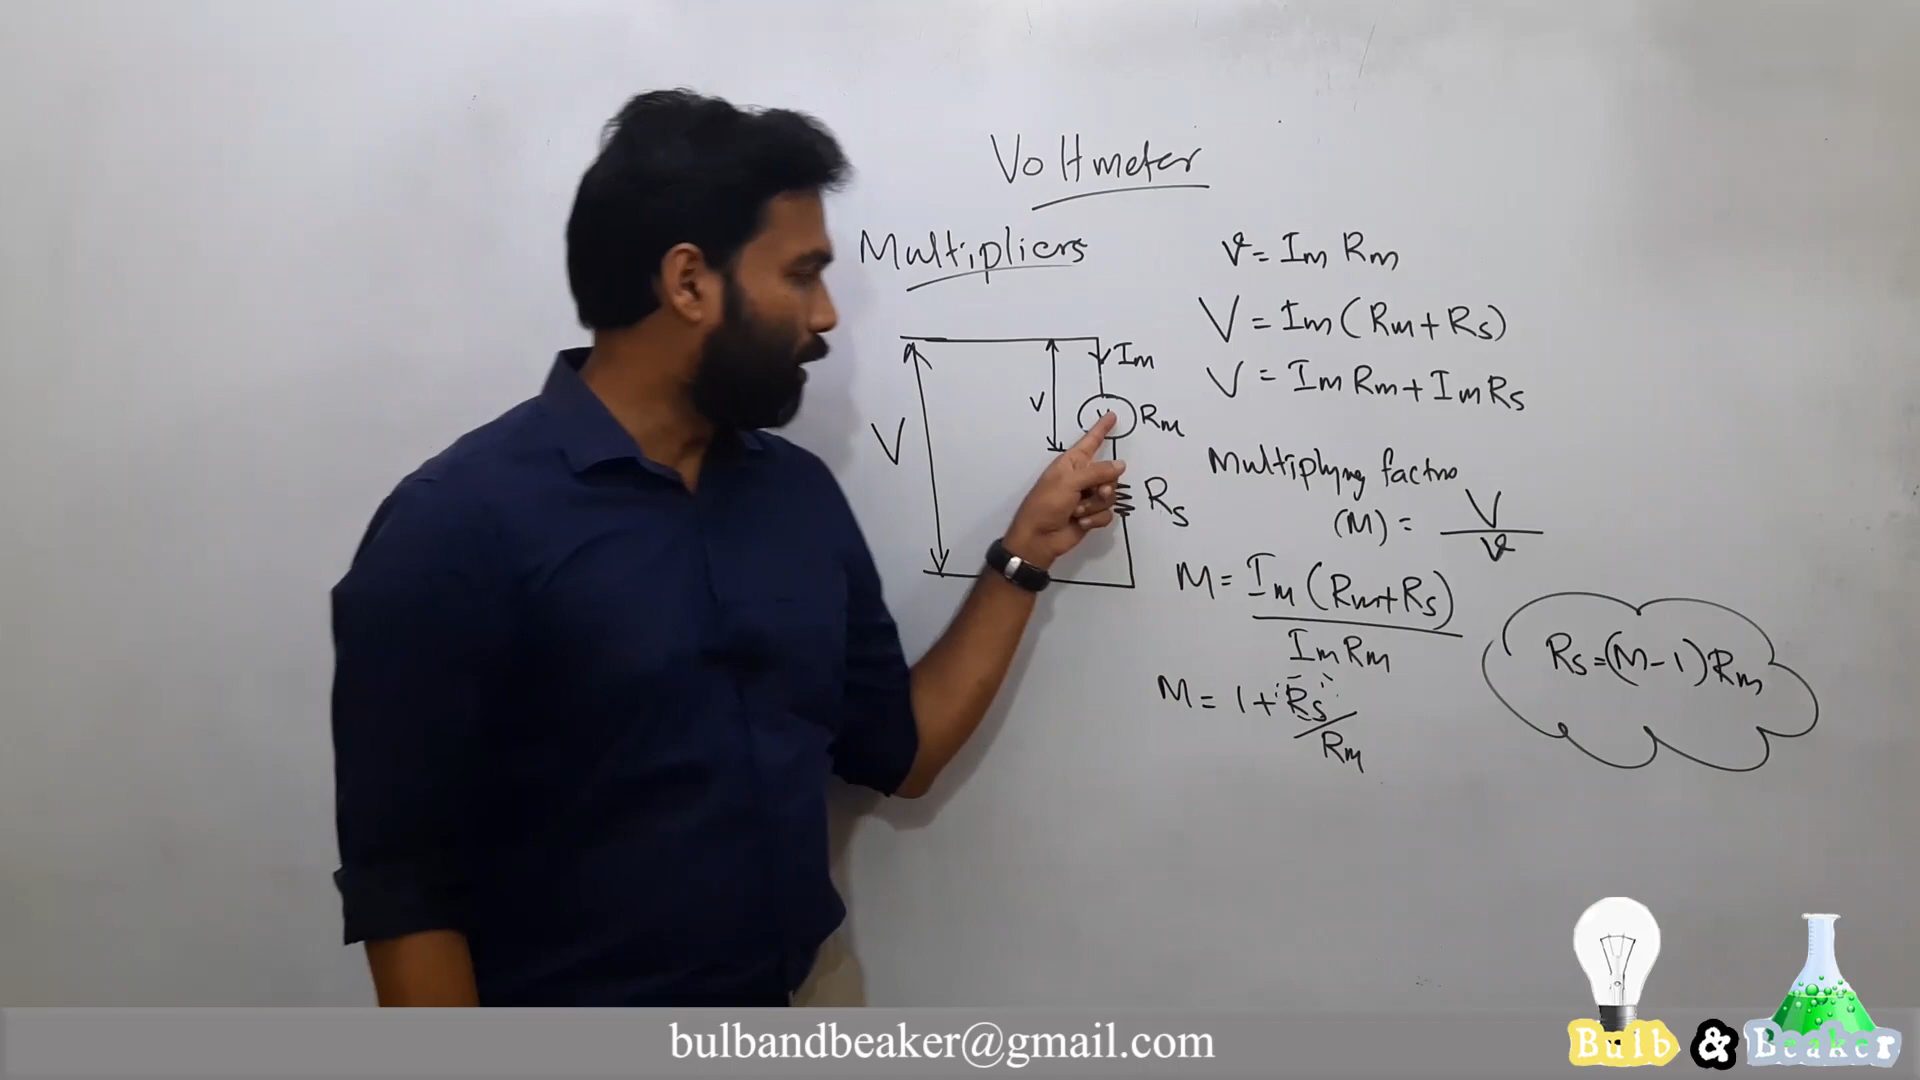 Voltmeter
Multipliers
V = Im Rm
V = Im (Rm + Rs)
V = Im Rm + Im Rs
Im
V
V
V
Rm
Rs
Multiplying factor
(M) = V / V
M = Im (Rm + Rs) / Im Rm
M = 1 + Rs / Rm
Rs = (M - 1) Rm
bulbandbeaker@gmail.com
Bulb & Beaker